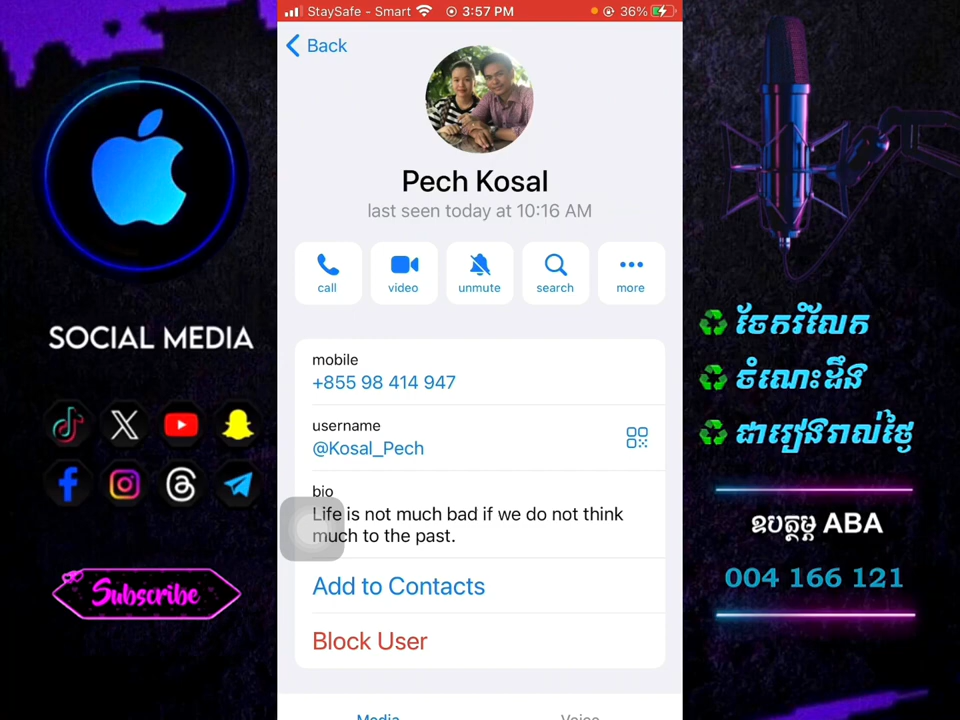 StaySafe - Smart 3:57 PM 36%
Back
Pech Kosal
last seen today at 10:16 AM
call
video
unmute
search
more
mobile
+855 98 414 947
username
@Kosal_Pech
bio
Life is not much bad if we do not think
much to the past.
Add to Contacts
Block User
Media
Voice
SOCIAL MEDIA
Subscribe
ចែករំលែក
ចំណេះដឹង
ជារៀងរាល់ថ្ងៃ
ឧបត្ថម្ភ ABA
004 166 121